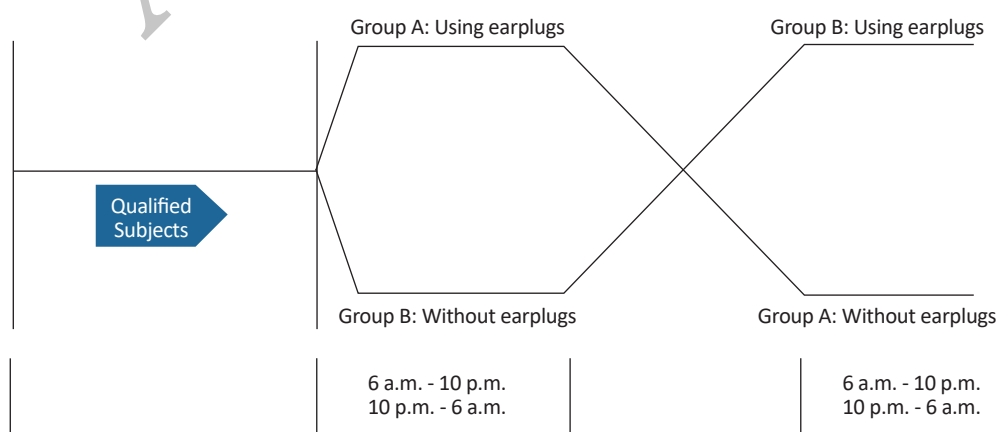 Group A: Using earplugs
Group B: Using earplugs
Qualified
Subjects
Group B: Without earplugs
Group A: Without earplugs
6 a.m. - 10 p.m.
10 p.m. - 6 a.m.
6 a.m. - 10 p.m.
10 p.m. - 6 a.m.